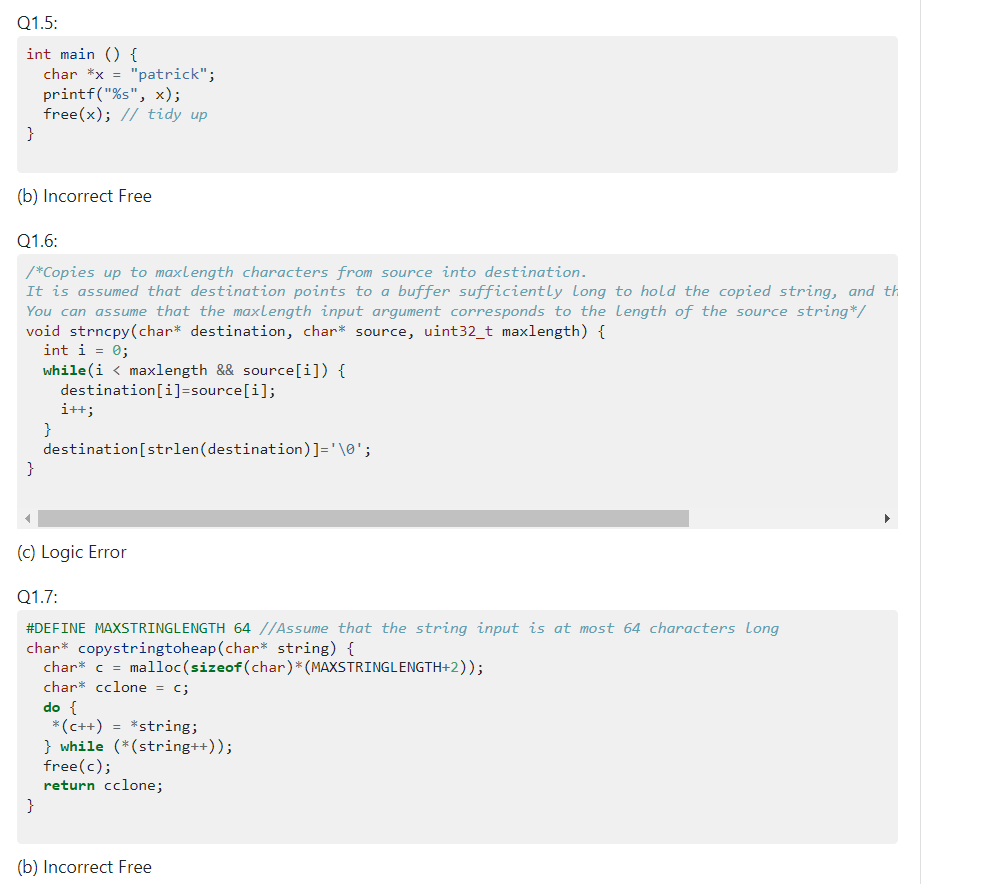 Q1.5:
int main () {
  char *x = "patrick";
  printf("%s", x);
  free(x); // tidy up
}
(b) Incorrect Free
Q1.6:
/*Copies up to maxlength characters from source into destination.
It is assumed that destination points to a buffer sufficiently long to hold the copied string, and th
You can assume that the maxlength input argument corresponds to the length of the source string*/
void strncpy(char* destination, char* source, uint32_t maxlength) {
  int i = 0;
  while(i < maxlength && source[i]) {
    destination[i]=source[i];
    i++;
  }
  destination[strlen(destination)]='\0';
}
(c) Logic Error
Q1.7:
#DEFINE MAXSTRINGLENGTH 64 //Assume that the string input is at most 64 characters long
char* copystringtoheap(char* string) {
  char* c = malloc(sizeof(char)*(MAXSTRINGLENGTH+2));
  char* cclone = c;
  do {
   *(c++) = *string;
  } while (*(string++));
  free(c);
  return cclone;
}
(b) Incorrect Free